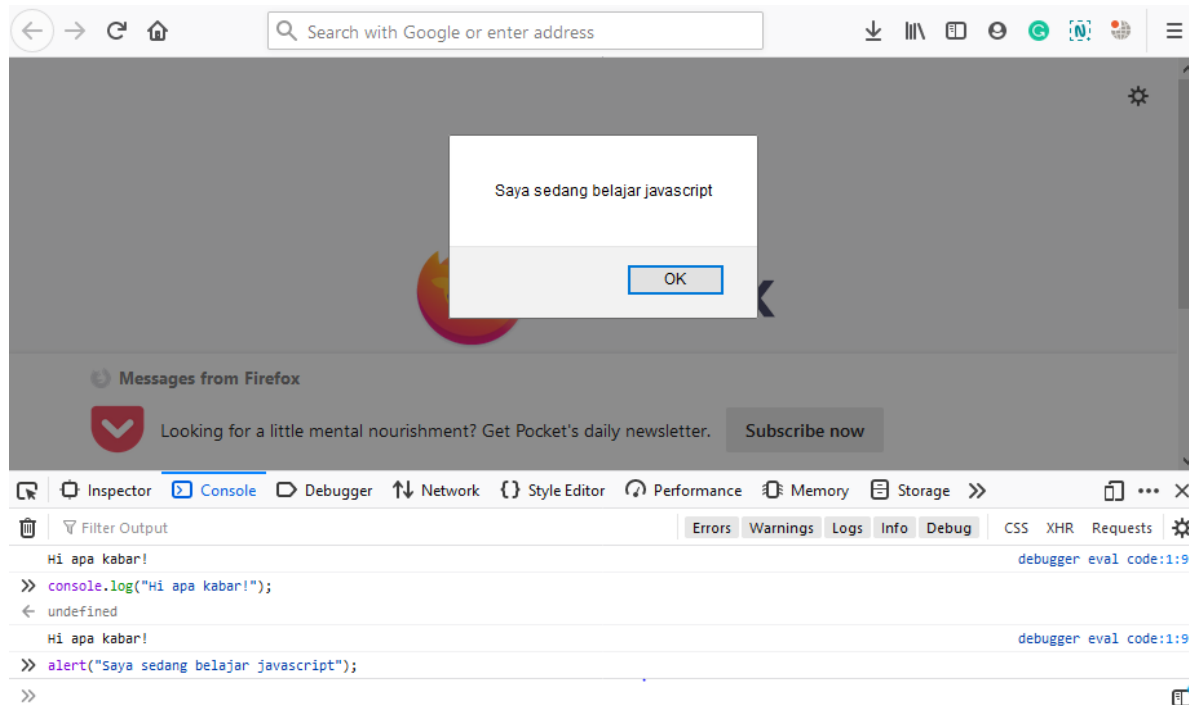 Search with Google or enter address
Saya sedang belajar javascript
OK
Messages from Firefox
Looking for a little mental nourishment? Get Pocket's daily newsletter. Subscribe now
Inspector Console Debugger Network Style Editor Performance Memory Storage
Filter Output Errors Warnings Logs Info Debug CSS XHR Requests
Hi apa kabar! debugger eval code:1:9
» console.log("Hi apa kabar!");
← undefined
Hi apa kabar! debugger eval code:1:9
» alert("Saya sedang belajar javascript");
»